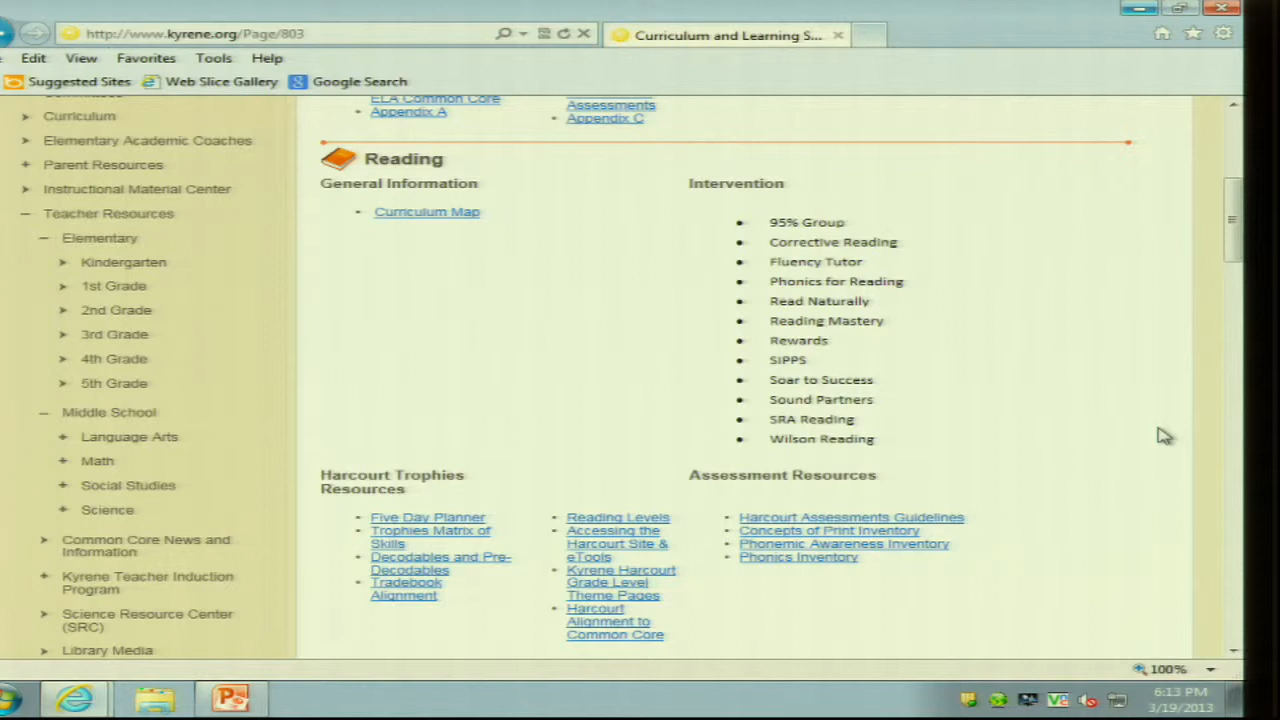 http://www.kyrene.org/Page/803
Curriculum and Learning S...
Edit View Favorites Tools Help
Suggested Sites Web Slice Gallery Google Search
Curriculum
Elementary Academic Coaches
Parent Resources
Instructional Material Center
Teacher Resources
Elementary
Kindergarten
1st Grade
2nd Grade
3rd Grade
4th Grade
5th Grade
Middle School
Language Arts
Math
Social Studies
Science
Common Core News and
Information
Kyrene Teacher Induction
Program
Science Resource Center
(SRC)
Library Media
ELA Common Core
Appendix A
Assessments
Appendix C
Reading
General Information
Curriculum Map
Intervention
95% Group
Corrective Reading
Fluency Tutor
Phonics for Reading
Read Naturally
Reading Mastery
Rewards
SIPPS
Soar to Success
Sound Partners
SRA Reading
Wilson Reading
Harcourt Trophies
Resources
Five Day Planner
Trophies Matrix of
Skills
Decodables and Pre-
Decodables
Tradebook
Alignment
Reading Levels
Accessing the
Harcourt Site &
eTools
Kyrene Harcourt
Grade Level
Theme Pages
Harcourt
Alignment to
Common Core
Assessment Resources
Harcourt Assessments Guidelines
Concepts of Print Inventory
Phonemic Awareness Inventory
Phonics Inventory
100%
6:13 PM
3/19/2013